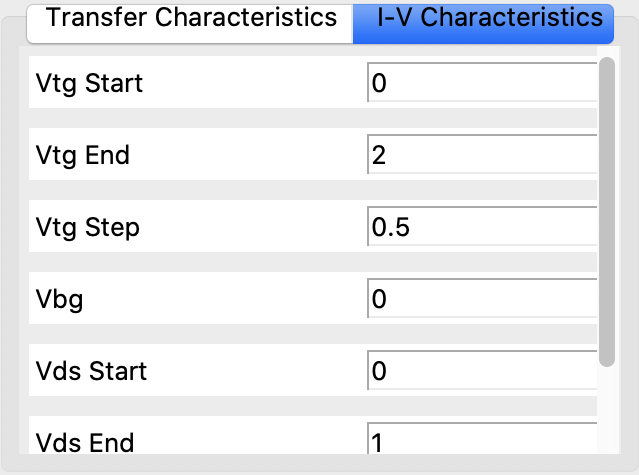 Transfer Characteristics I-V Characteristics
Vtg Start 0
Vtg End 2
Vtg Step 0.5
Vbg 0
Vds Start 0
Vds End 1